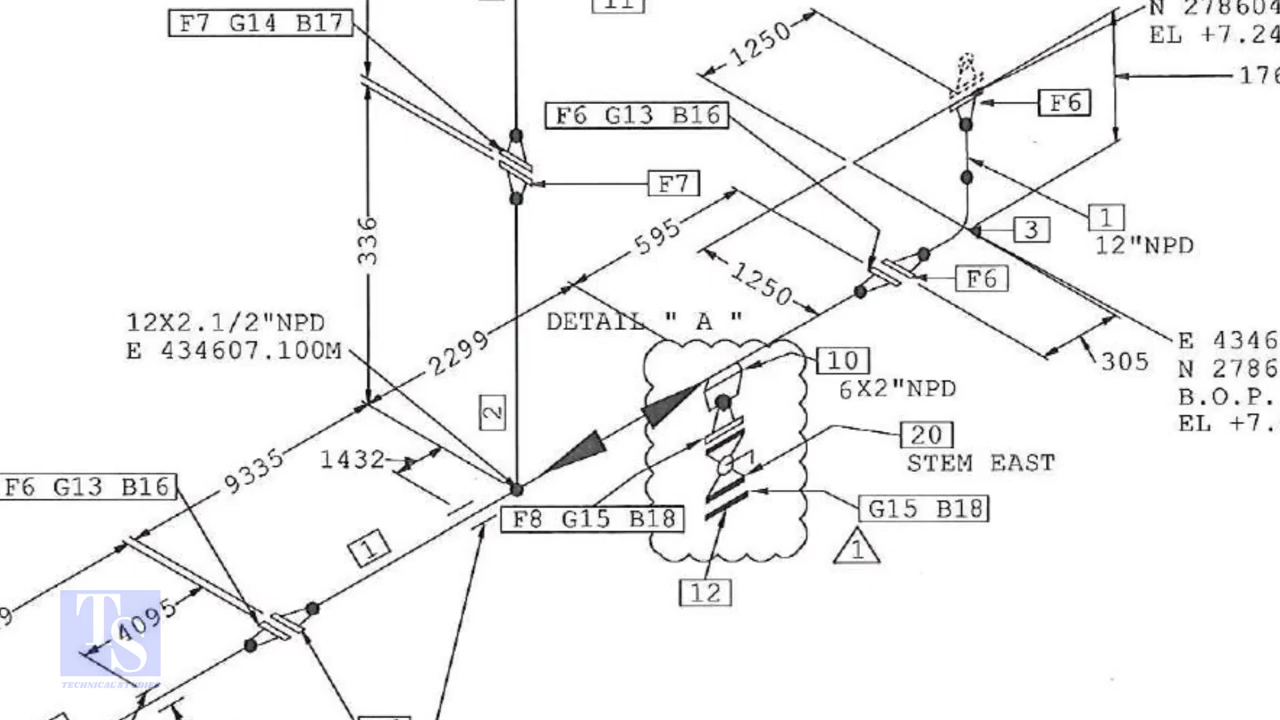 11
F7 G14 B17
N 278604
EL +7.24
1250
176
F6 G13 B16
F6
F7
1
12"NPD
3
595
336
1250
F6
DETAIL " A "
12X2.1/2"NPD
E 434607.100M
2299
305
E 4346
N 2786
B.O.P.
EL +7.
10
6X2"NPD
2
20
STEM EAST
1432
9335
F6 G13 B16
G15 B18
F8 G15 B18
1
1
12
9
4095
TS
TECHNICAL STUDIES